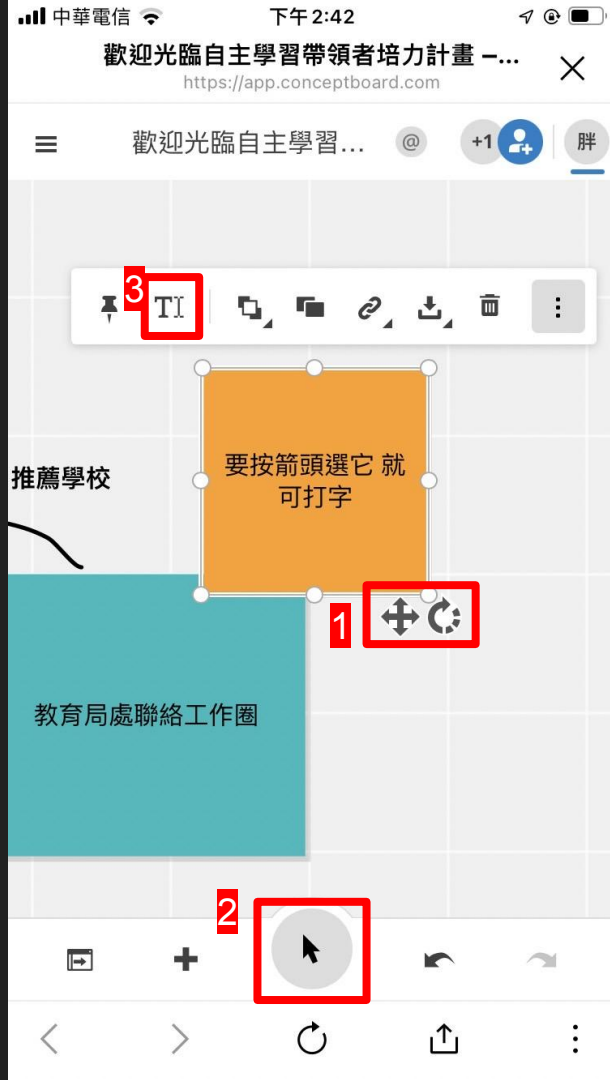 中華電信 下午2:42
歡迎光臨自主學習帶領者培力計畫 –...
https://app.conceptboard.com
歡迎光臨自主學習... @ +1 胖
3 TI
要按箭頭選它 就
可打字
推薦學校
1
教育局處聯絡工作圈
2